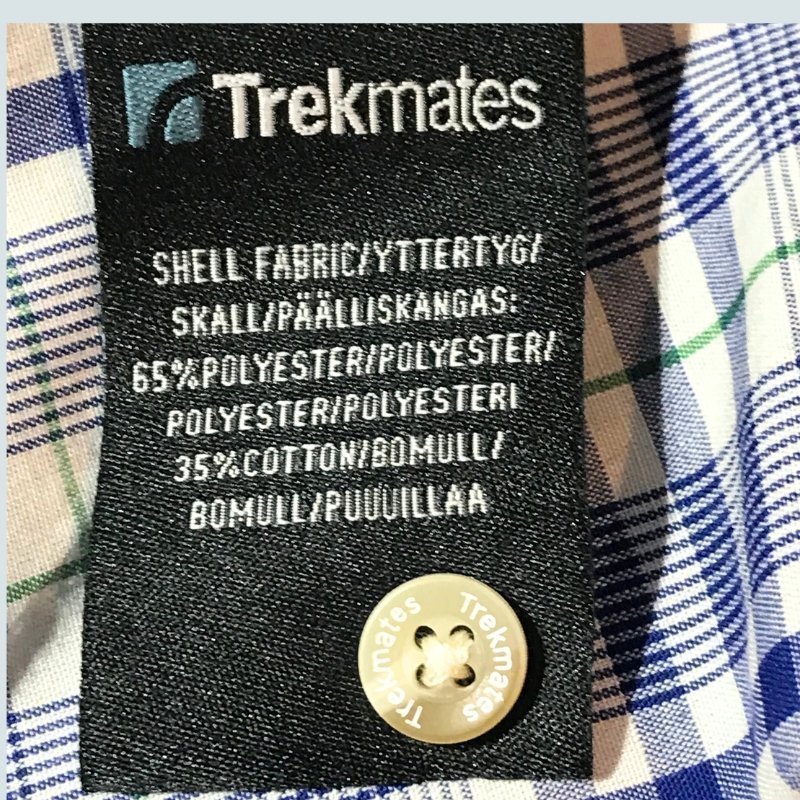 Trekmates
SHELL FABRIC/YTTERTYG/
SKALL/PÄÄLLISKANGAS:
65%POLYESTER/POLYESTER/
POLYESTER/POLYESTERI
35%COTTON/BOMULL/
BOMULL/PUUUILLAA
Trekmates
Trekmates